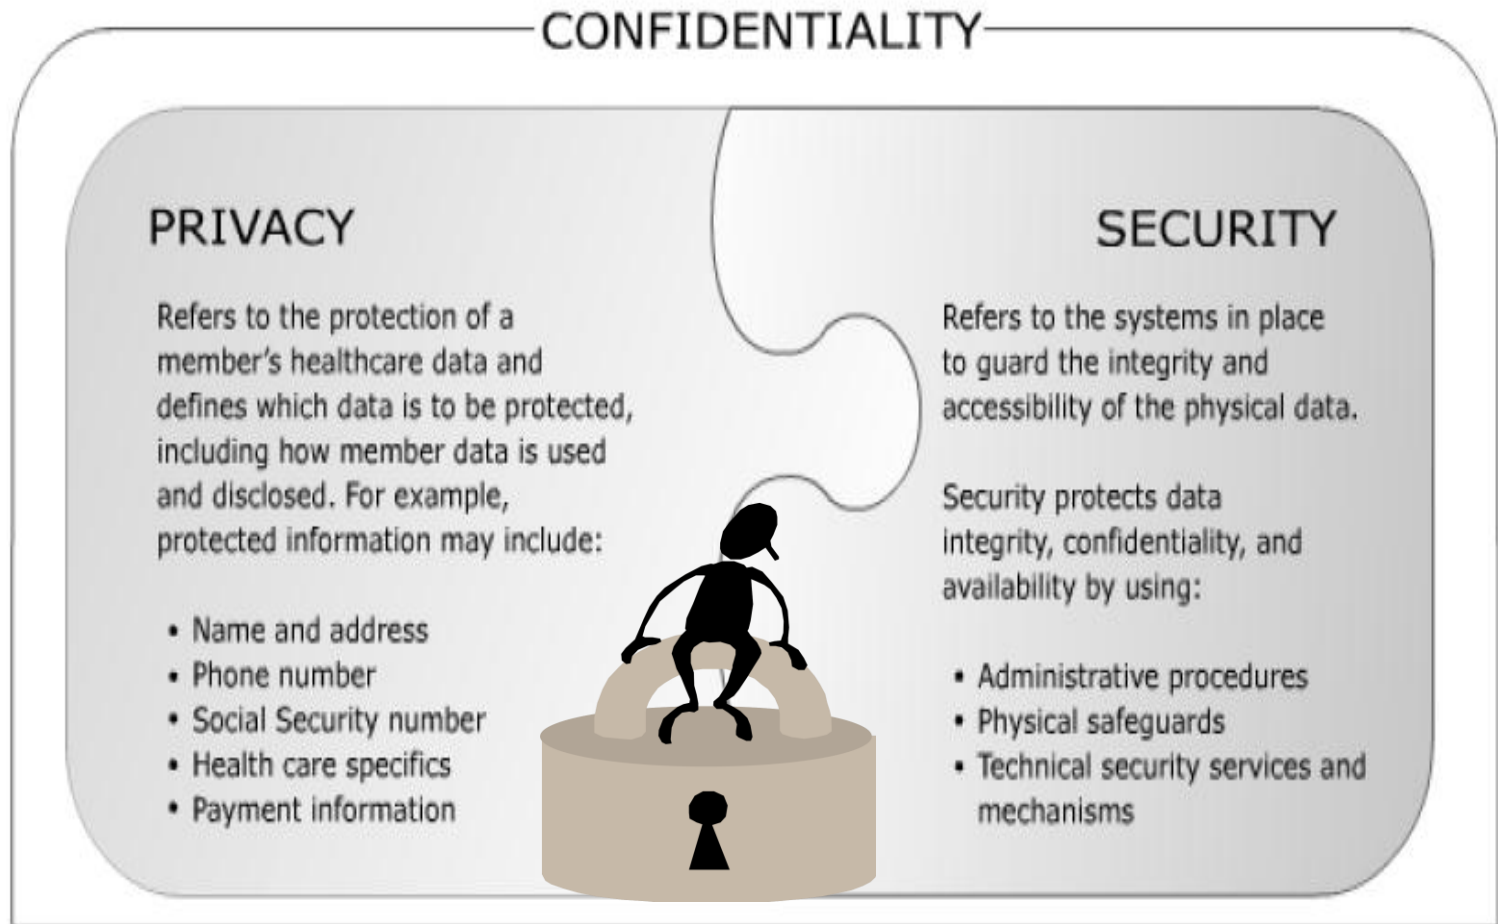 CONFIDENTIALITY
PRIVACY
Refers to the protection of a
member's healthcare data and
defines which data is to be protected,
including how member data is used
and disclosed. For example,
protected information may include:
• Name and address
• Phone number
• Social Security number
• Health care specifics
• Payment information
SECURITY
Refers to the systems in place
to guard the integrity and
accessibility of the physical data.
Security protects data
integrity, confidentiality, and
availability by using:
• Administrative procedures
• Physical safeguards
• Technical security services and
mechanisms